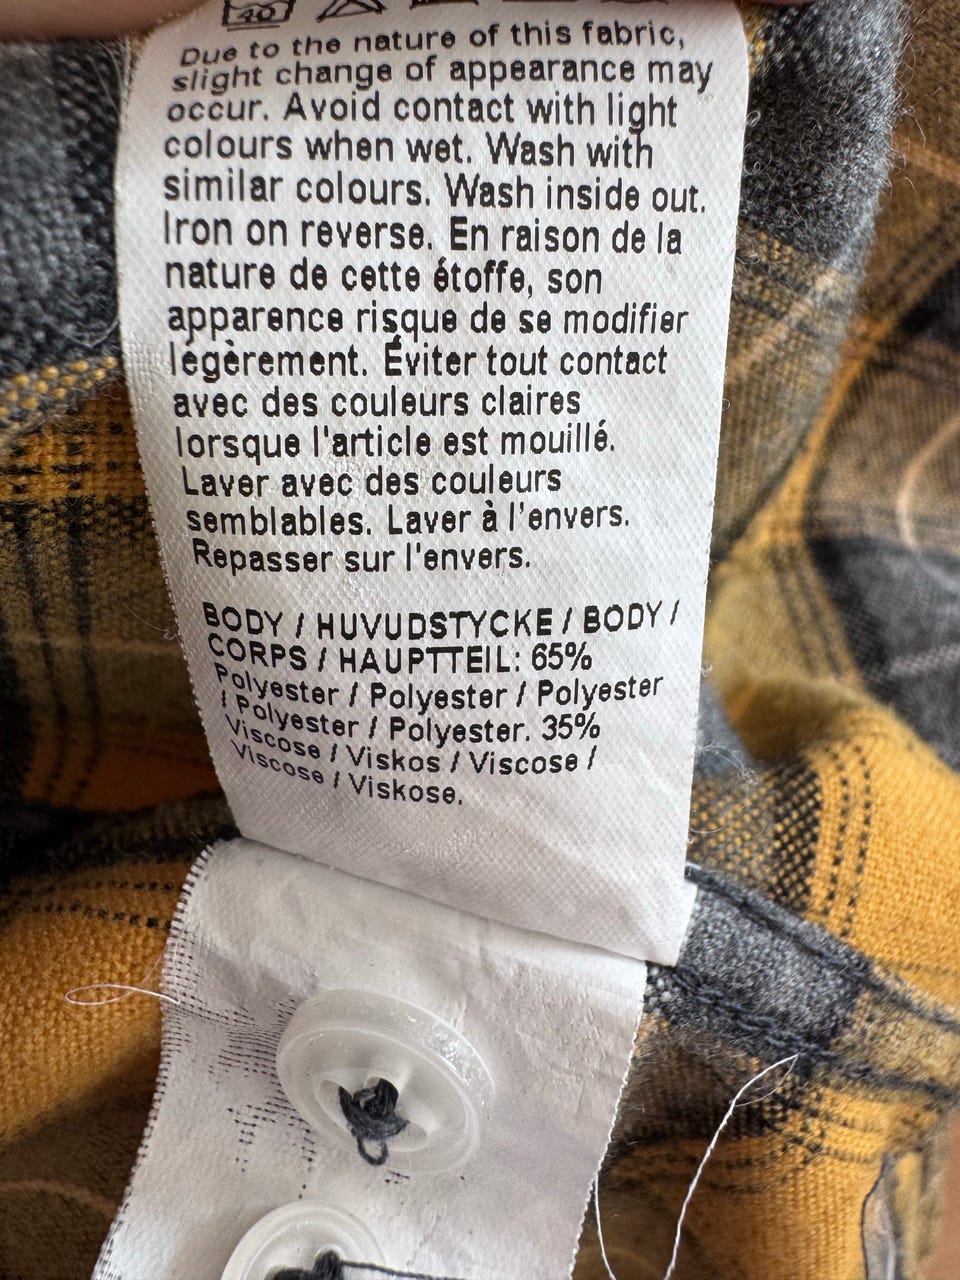 40
Due to the nature of this fabric,
slight change of appearance may
occur. Avoid contact with light
colours when wet. Wash with
similar colours. Wash inside out.
Iron on reverse. En raison de la
nature de cette étoffe, son
apparence risque de se modifier
légèrement. Éviter tout contact
avec des couleurs claires
lorsque l'article est mouillé.
Laver avec des couleurs
semblables. Laver à l'envers.
Repasser sur l'envers.
BODY / HUVUDSTYCKE / BODY /
CORPS / HAUPTTEIL: 65%
Polyester / Polyester / Polyester
/ Polyester / Polyester. 35%
Viscose / Viskos / Viscose /
Viscose / Viskose.